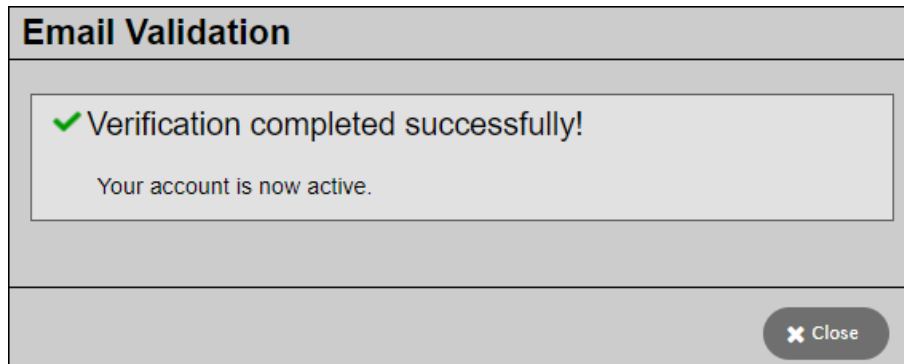 Email Validation
Verification completed successfully!
Your account is now active.
Close